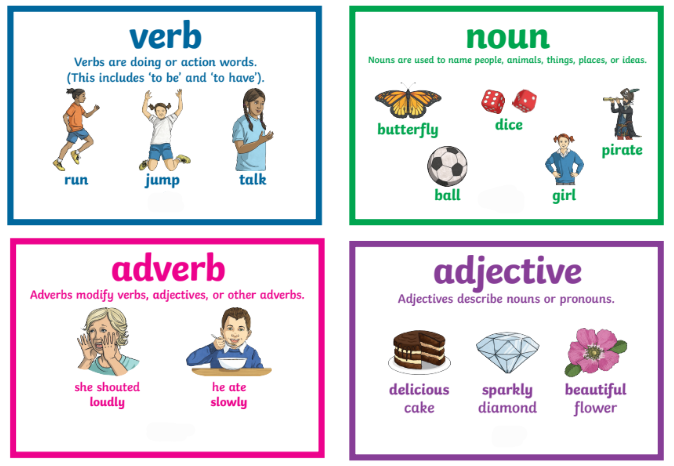 verb
Verbs are doing or action words.
(This includes ‘to be’ and ‘to have’).
run
jump
talk
noun
Nouns are used to name people, animals, things, places, or ideas.
butterfly
dice
pirate
ball
girl
adverb
Adverbs modify verbs, adjectives, or other adverbs.
she shouted
loudly
he ate
slowly
adjective
Adjectives describe nouns or pronouns.
delicious
cake
sparkly
diamond
beautiful
flower